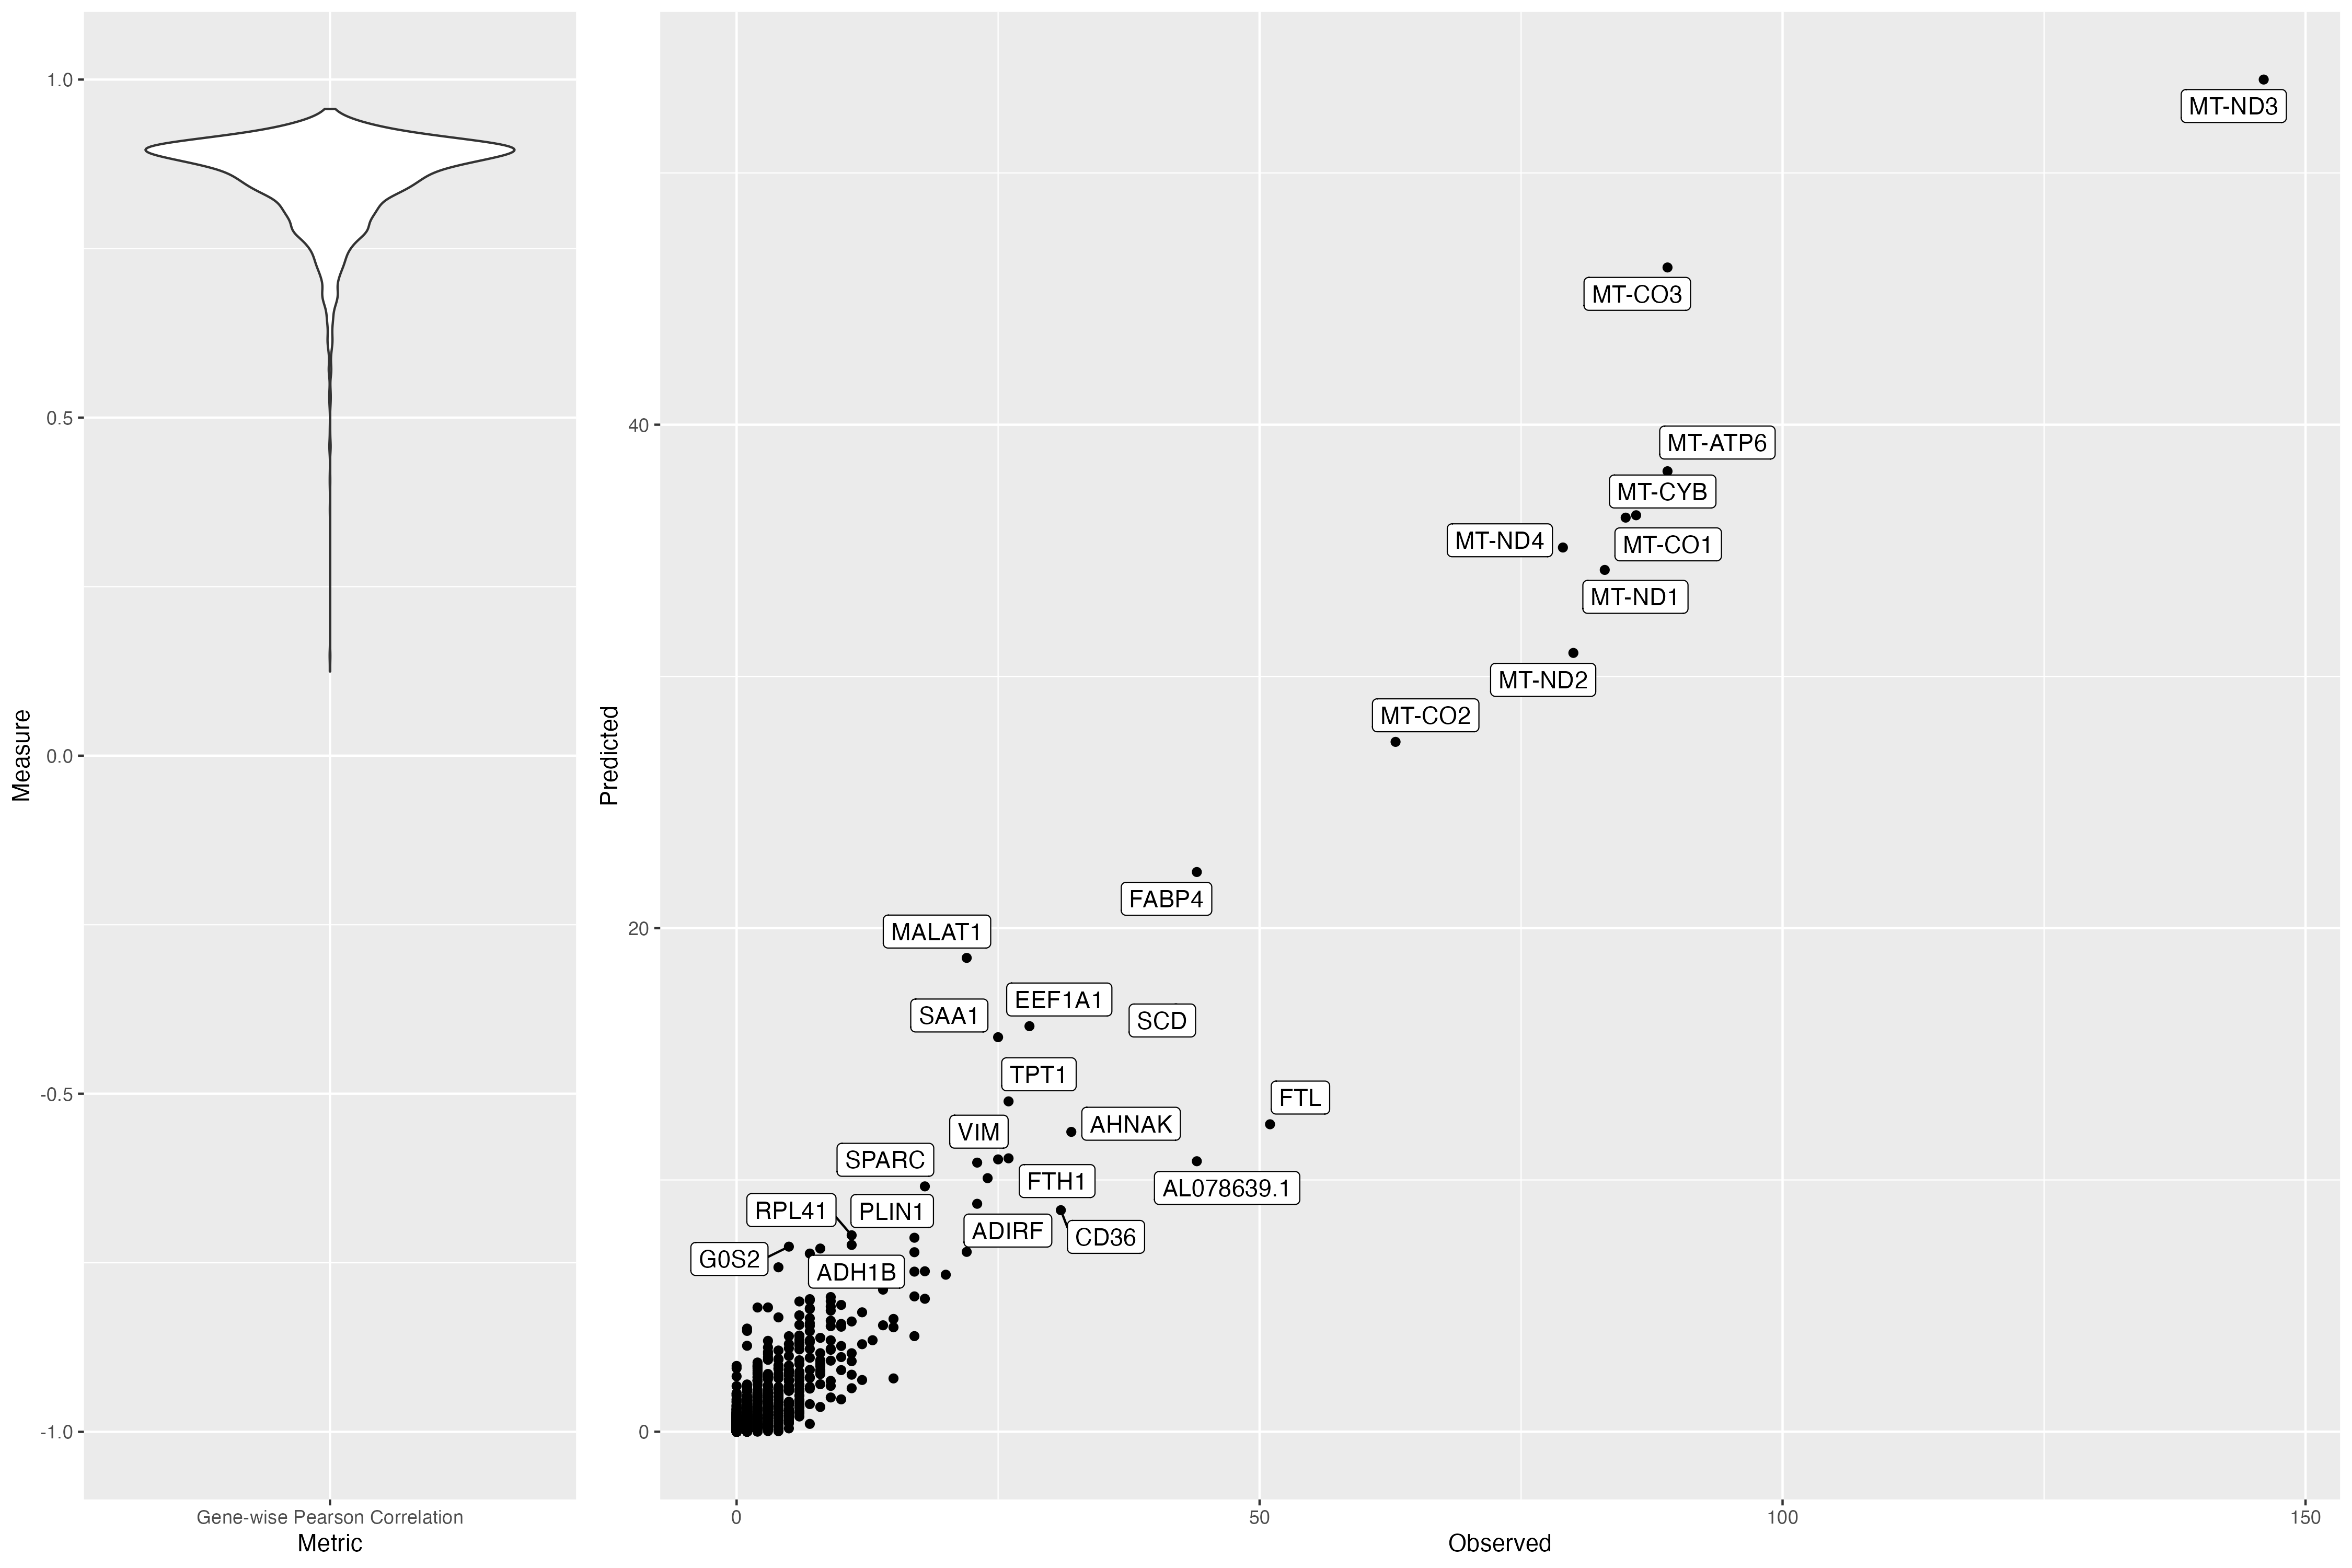 1.0
0.5
0.0
-0.5
-1.0
Measure
Gene-wise Pearson Correlation
Metric
Predicted
40
20
0
MT-ND3
MT-CO3
MT-ATP6
MT-CYB
MT-ND4
MT-CO1
MT-ND1
MT-ND2
MT-CO2
FABP4
MALAT1
EEF1A1
SAA1
SCD
TPT1
FTL
AHNAK
VIM
SPARC
FTH1
AL078639.1
RPL41
PLIN1
ADIRF
CD36
G0S2
ADH1B
0
50
100
150
Observed